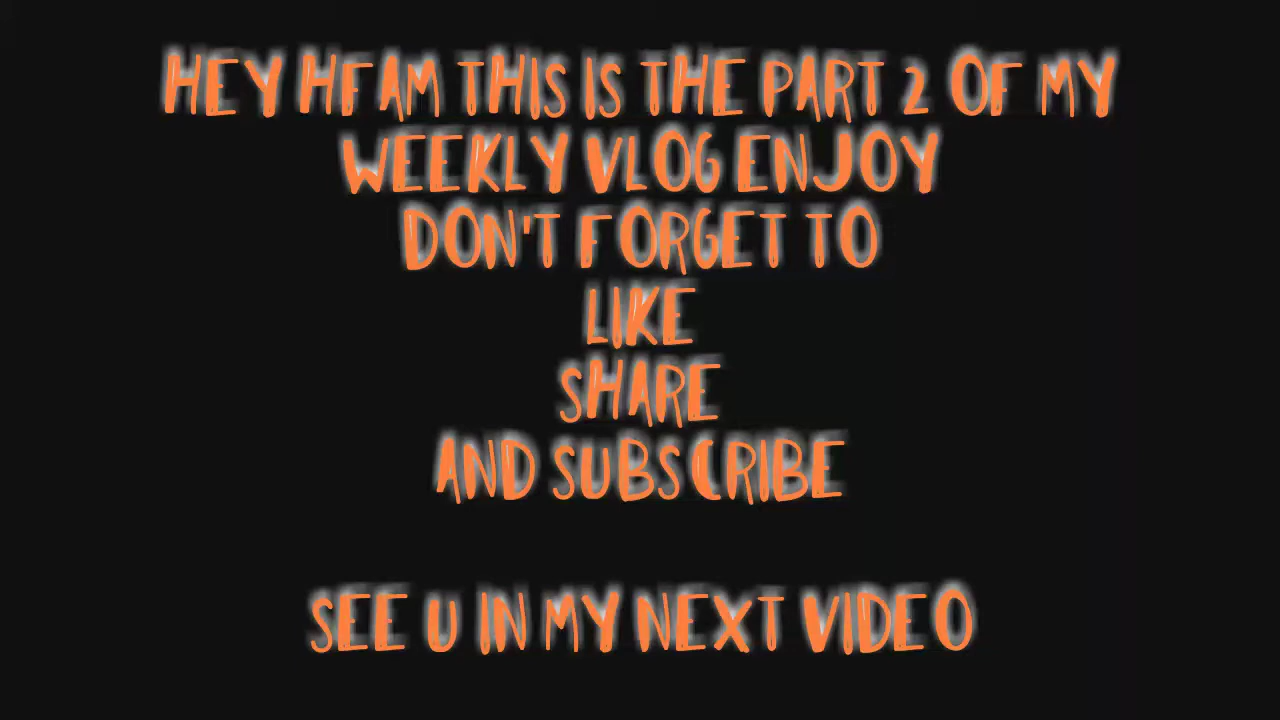 HEY HFAM THIS IS THE PART 2 OF MY
WEEKLY VLOG ENJOY
DON'T FORGET TO
LIKE
SHARE
AND SUBSCRIBE
SEE U IN MY NEXT VIDEO